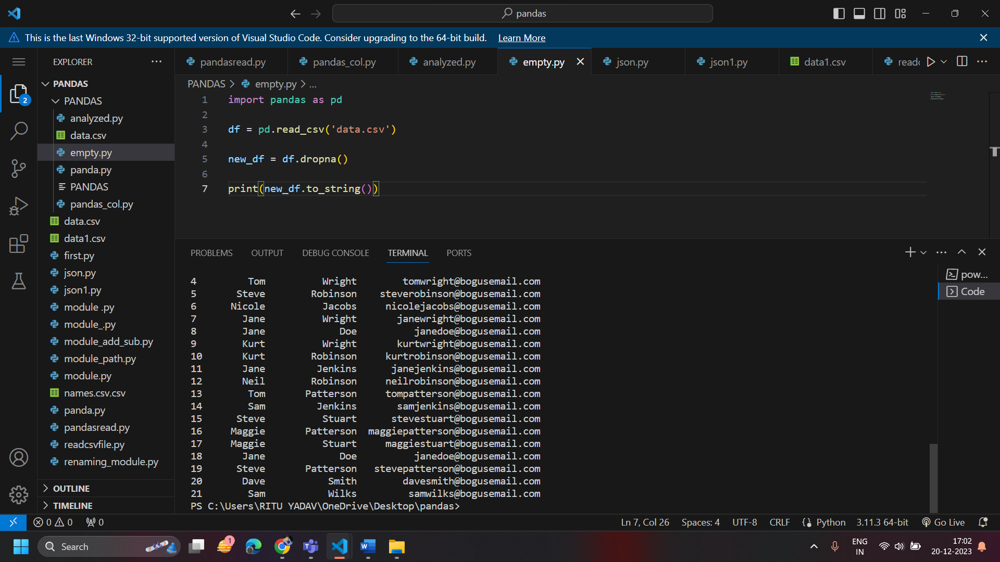 pandas
This is the last Windows 32-bit supported version of Visual Studio Code. Consider upgrading to the 64-bit build. Learn More
EXPLORER
pandasread.py pandas_col.py analyzed.py empty.py json.py json1.py data1.csv readc
PANDAS
PANDAS
analyzed.py
data.csv
empty.py
panda.py
PANDAS
pandas_col.py
data.csv
data1.csv
first.py
json.py
json1.py
module .py
module_.py
module_add_sub.py
module_path.py
module.py
names.csv.csv
panda.py
pandasread.py
readcsvfile.py
renaming_module.py
OUTLINE
TIMELINE
2
PANDAS > empty.py > ...
1 import pandas as pd
2
3 df = pd.read_csv('data.csv')
4
5 new_df = df.dropna()
6
7 print(new_df.to_string())
PROBLEMS OUTPUT DEBUG CONSOLE TERMINAL PORTS
4 Tom Wright tomwright@bogusemail.com
5 Steve Robinson steverobinson@bogusemail.com
6 Nicole Jacobs nicolejacobs@bogusemail.com
7 Jane Wright janewright@bogusemail.com
8 Jane Doe janedoe@bogusemail.com
9 Kurt Wright kurtwright@bogusemail.com
10 Kurt Robinson kurtrobinson@bogusemail.com
11 Jane Jenkins janejenkins@bogusemail.com
12 Neil Robinson neilrobinson@bogusemail.com
13 Tom Patterson tompatterson@bogusemail.com
14 Sam Jenkins samjenkins@bogusemail.com
15 Steve Stuart stevestuart@bogusemail.com
16 Maggie Patterson maggiepatterson@bogusemail.com
17 Maggie Stuart maggiestuart@bogusemail.com
18 Jane Doe janedoe@bogusemail.com
19 Steve Patterson stevepatterson@bogusemail.com
20 Dave Smith davesmith@bogusemail.com
21 Sam Wilks samwilks@bogusemail.com
PS C:\Users\RITU YADAV\OneDrive\Desktop\pandas>
pow...
Code
0 0 0 Ln 7, Col 26 Spaces: 4 UTF-8 CRLF Python 3.11.3 64-bit Go Live
Search 1 ENG 17:02
IN 20-12-2023